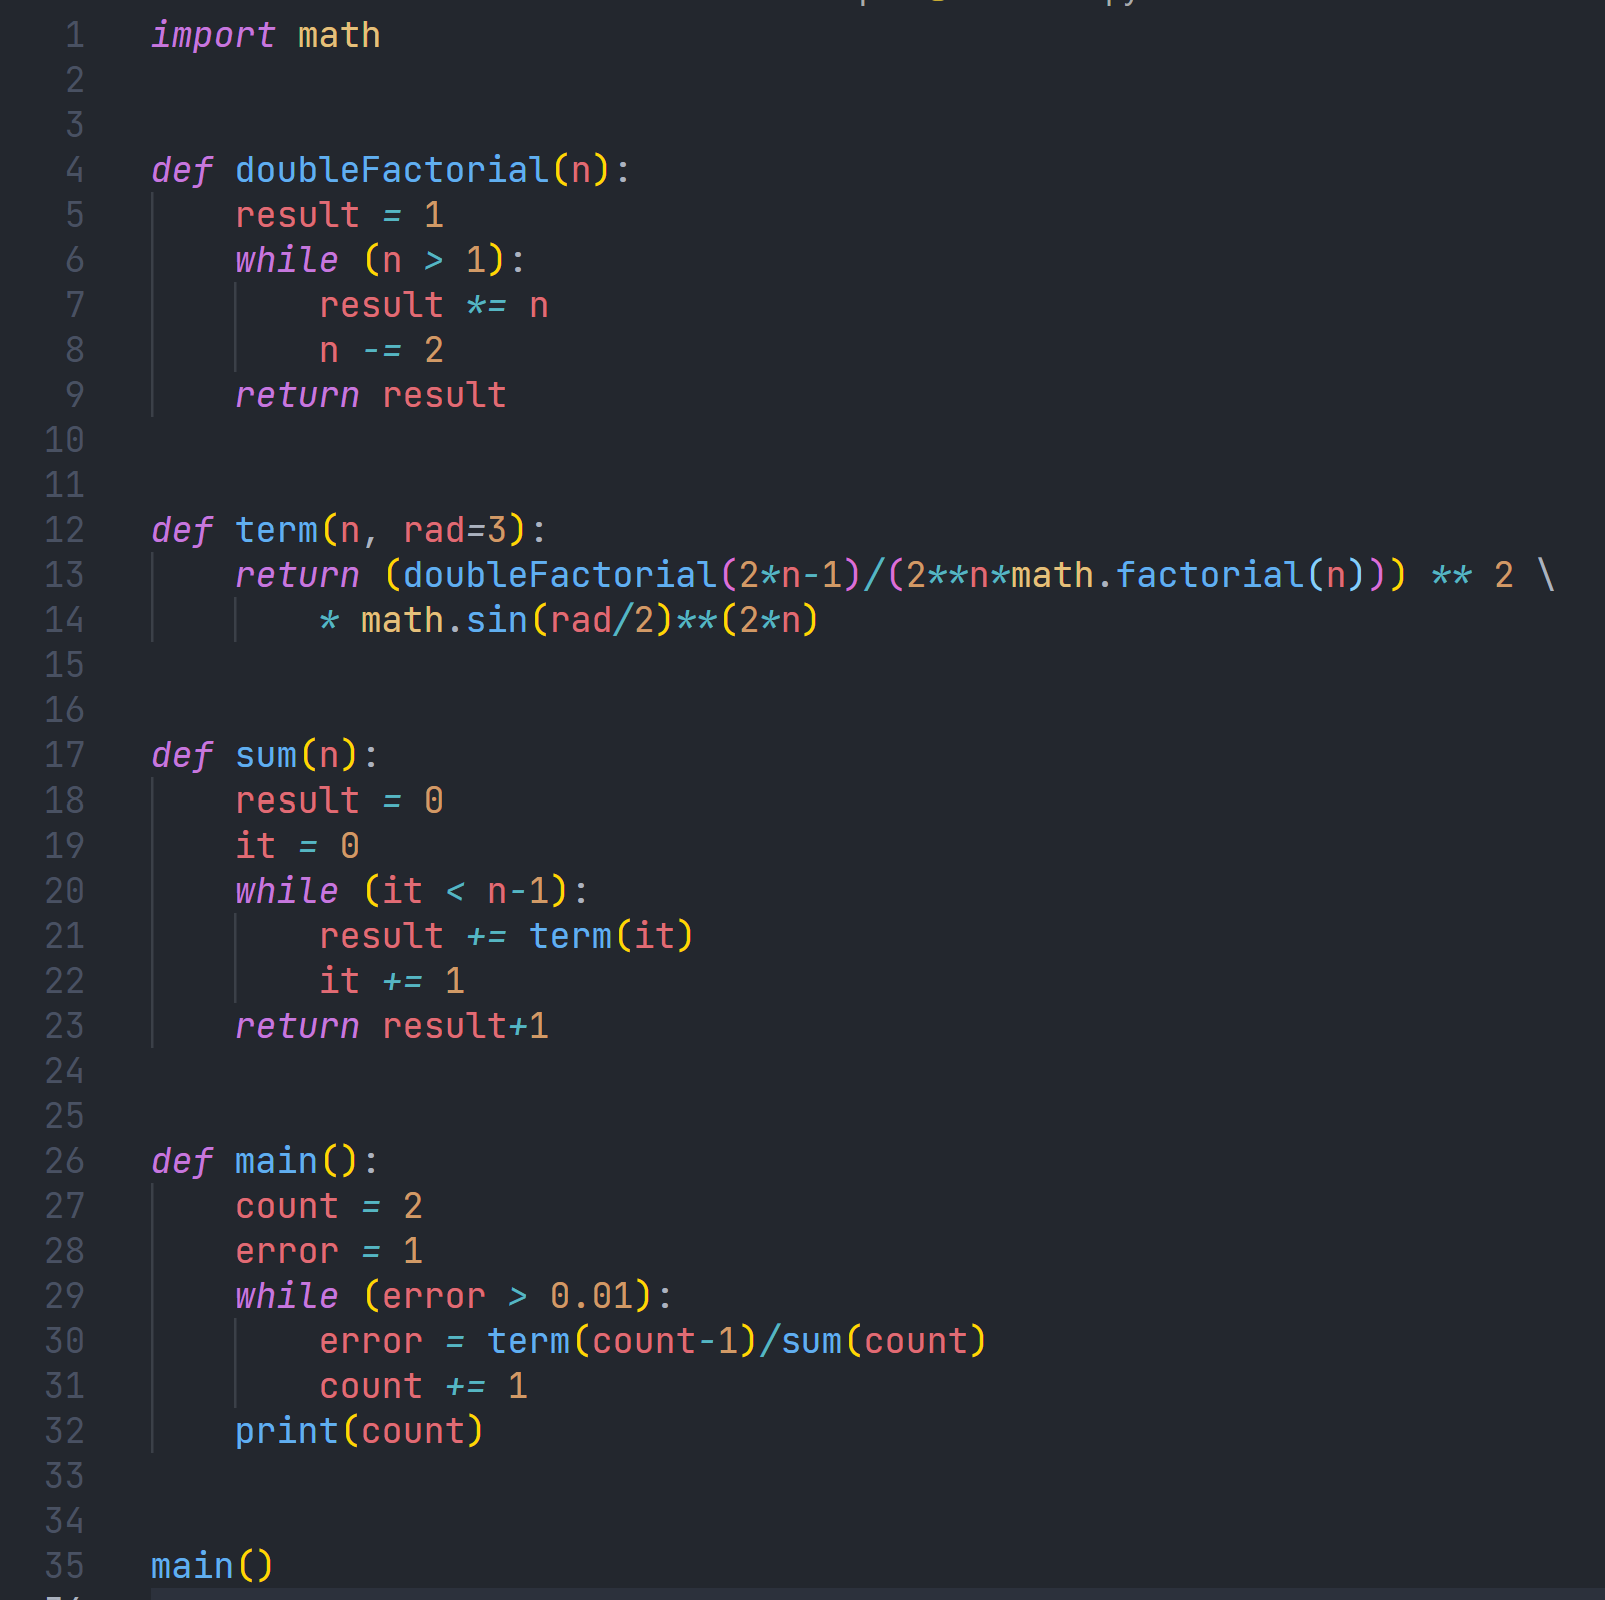 1 import math
2
3
4 def doubleFactorial(n):
5     result = 1
6     while (n > 1):
7         result *= n
8         n -= 2
9     return result
10
11
12 def term(n, rad=3):
13     return (doubleFactorial(2*n-1)/(2**n*math.factorial(n))) ** 2 \
14         * math.sin(rad/2)**(2*n)
15
16
17 def sum(n):
18     result = 0
19     it = 0
20     while (it < n-1):
21         result += term(it)
22         it += 1
23     return result+1
24
25
26 def main():
27     count = 2
28     error = 1
29     while (error > 0.01):
30         error = term(count-1)/sum(count)
31         count += 1
32     print(count)
33
34
35 main()